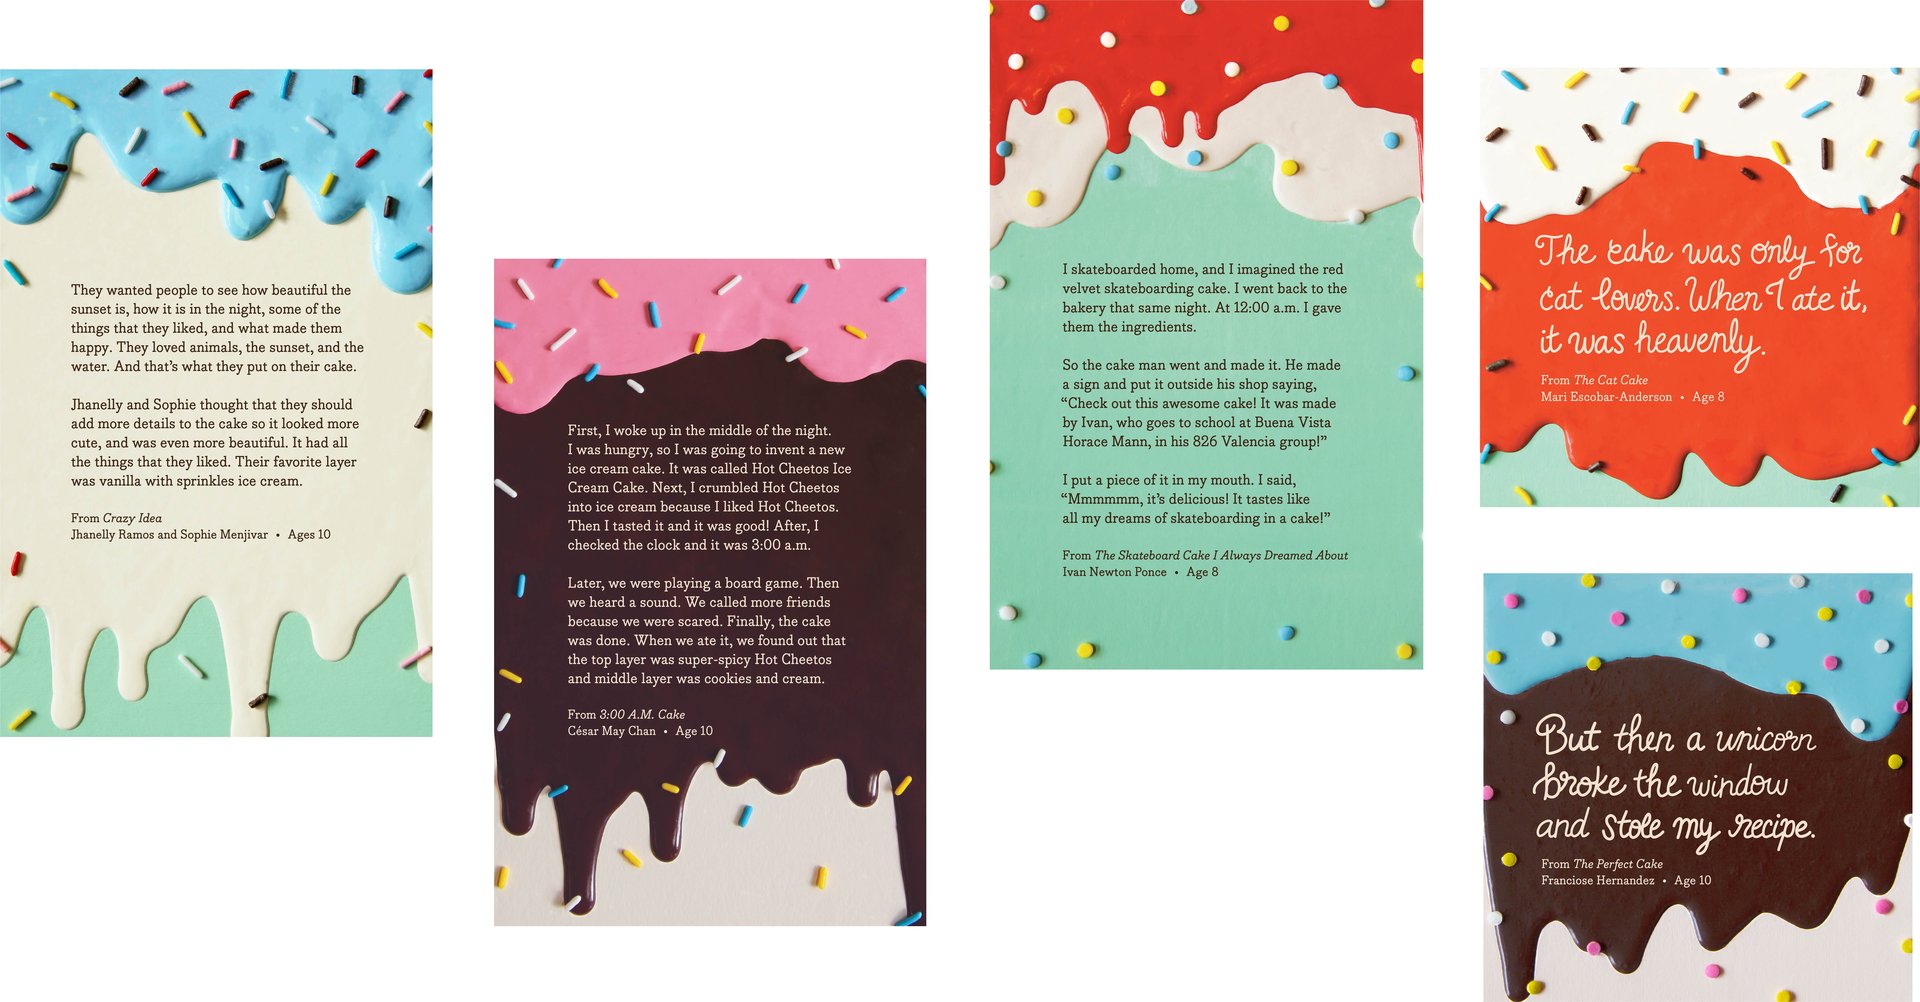 They wanted people to see how beautiful the
sunset is, how it is in the night, some of the
things that they liked, and what made them
happy. They loved animals, the sunset, and the
water. And that’s what they put on their cake.
Jhanelly and Sophie thought that they should
add more details to the cake so it looked more
cute, and was even more beautiful. It had all
the things that they liked. Their favorite layer
was vanilla with sprinkles ice cream.
From Crazy Idea
Jhanelly Ramos and Sophie Menjivar • Ages 10
First, I woke up in the middle of the night.
I was hungry, so I was going to invent a new
ice cream cake. It was called Hot Cheetos Ice
Cream Cake. Next, I crumbled Hot Cheetos
into ice cream because I liked Hot Cheetos.
Then I tasted it and it was good! After, I
checked the clock and it was 3:00 a.m.
Later, we were playing a board game. Then
we heard a sound. We called more friends
because we were scared. Finally, the cake
was done. When we ate it, we found out that
the top layer was super-spicy Hot Cheetos
and middle layer was cookies and cream.
From 3:00 A.M. Cake
César May Chan • Age 10
I skateboarded home, and I imagined the red
velvet skateboarding cake. I went back to the
bakery that same night. At 12:00 a.m. I gave
them the ingredients.
So the cake man went and made it. He made
a sign and put it outside his shop saying,
“Check out this awesome cake! It was made
by Ivan, who goes to school at Buena Vista
Horace Mann, in his 826 Valencia group!”
I put a piece of it in my mouth. I said,
“Mmmmmm, it’s delicious! It tastes like
all my dreams of skateboarding in a cake!”
From The Skateboard Cake I Always Dreamed About
Ivan Newton Ponce • Age 8
The cake was only for
cat lovers. When I ate it,
it was heavenly.
From The Cat Cake
Mari Escobar-Anderson • Age 8
But then a unicorn
broke the window
and stole my recipe.
From The Perfect Cake
Franciose Hernandez • Age 10